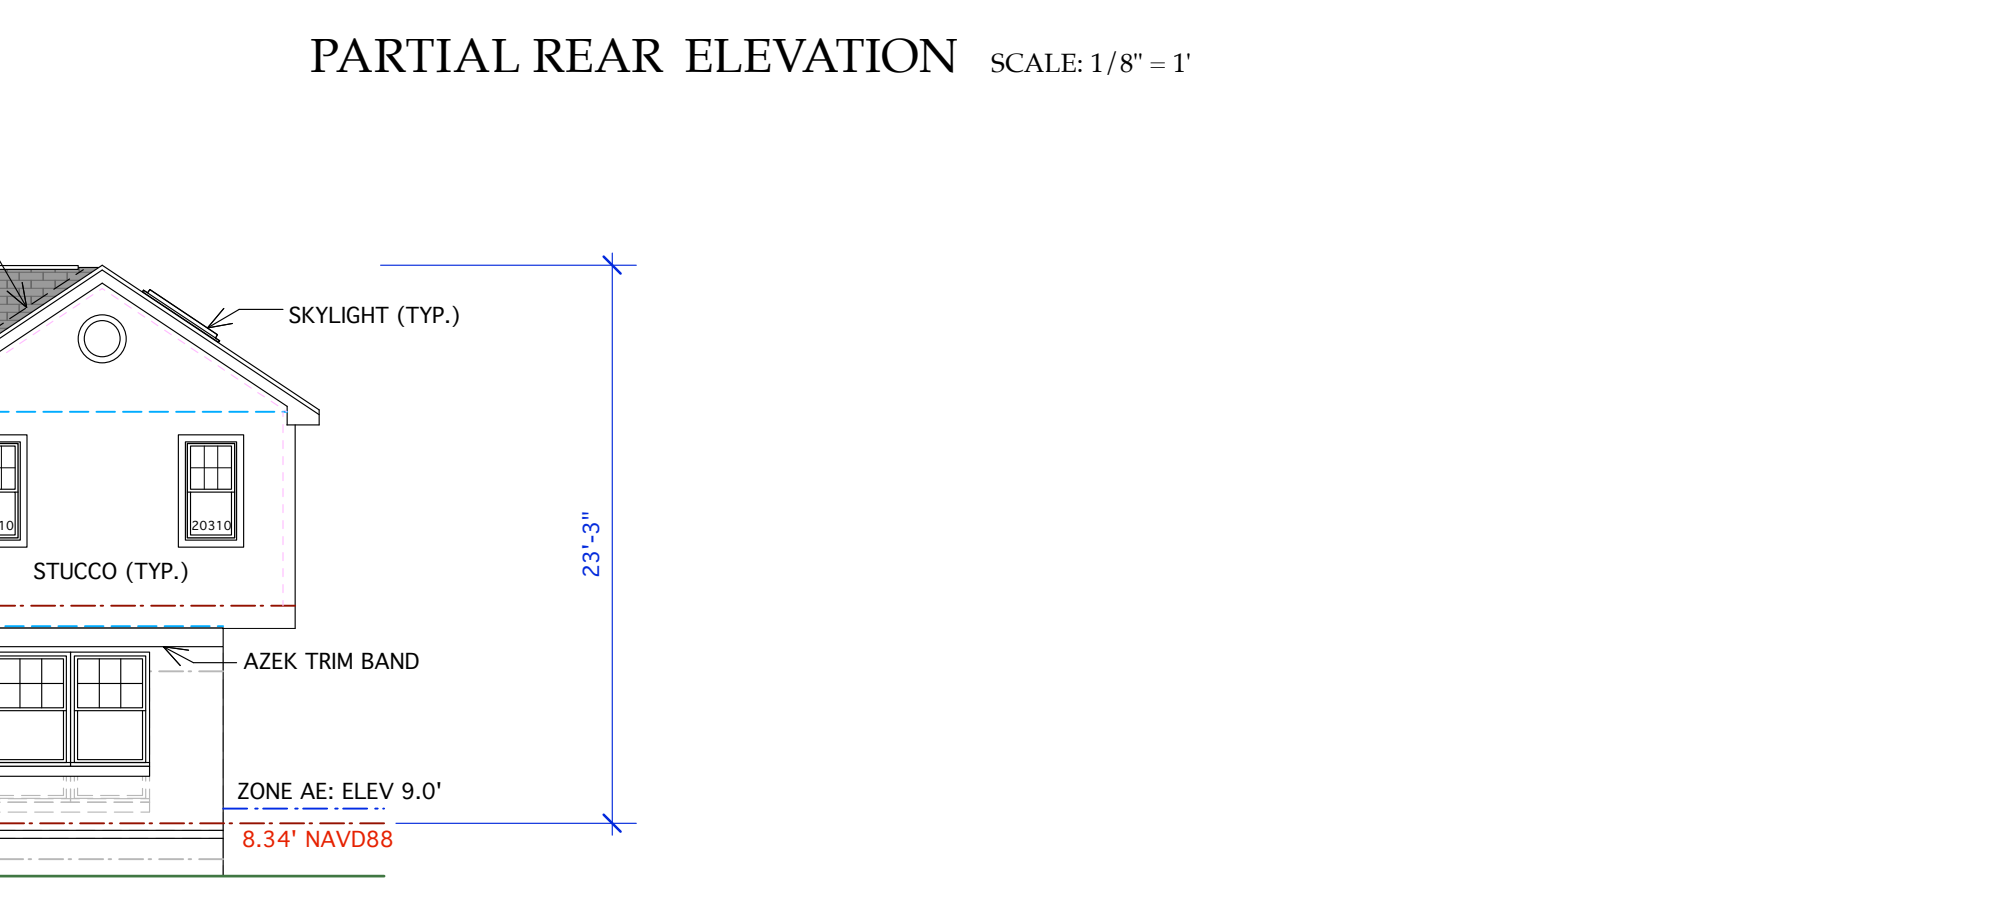 PARTIAL REAR ELEVATION SCALE: 1/8" = 1'
SKYLIGHT (TYP.)
10
20310
23'-3"
STUCCO (TYP.)
AZEK TRIM BAND
ZONE AE: ELEV 9.0'
8.34' NAVD88